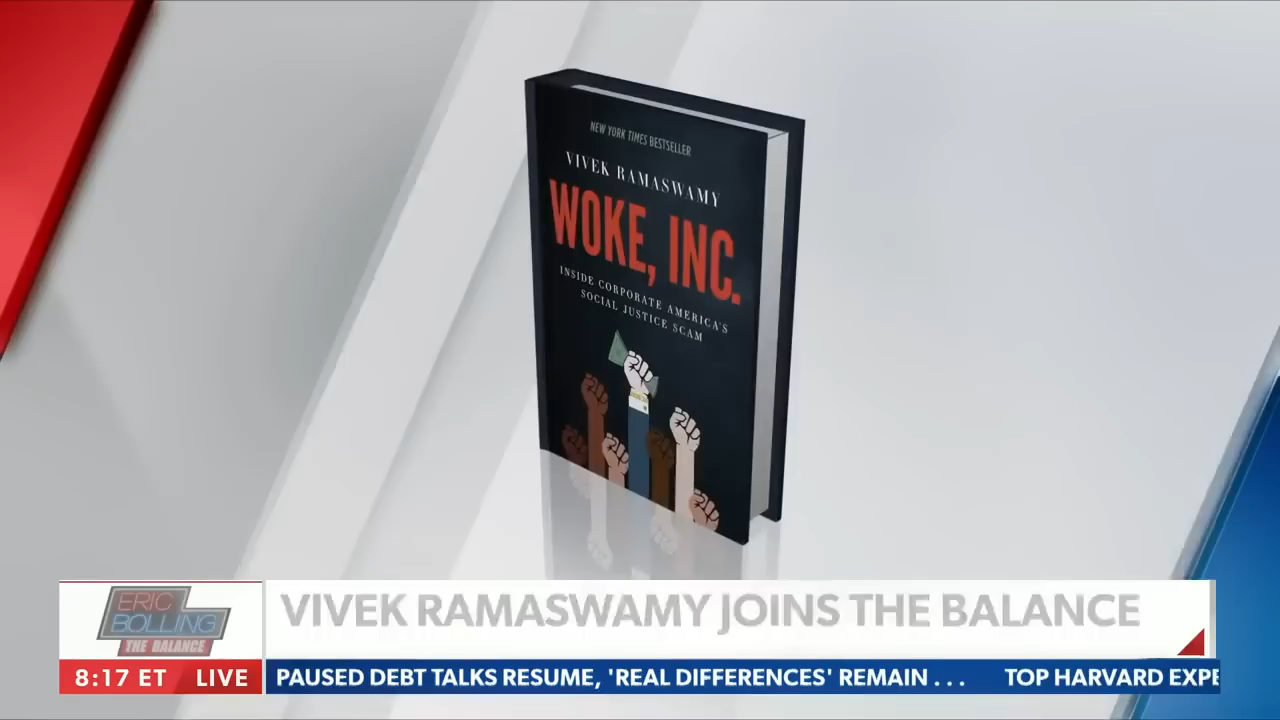 NEW YORK TIMES BESTSELLER
VIVEK RAMASWAMY
WOKE, INC.
INSIDE CORPORATE AMERICA'S
SOCIAL JUSTICE SCAM
ERIC
BOLLING
THE BALANCE
VIVEK RAMASWAMY JOINS THE BALANCE
8:17 ET LIVE
PAUSED DEBT TALKS RESUME, 'REAL DIFFERENCES' REMAIN . . . TOP HARVARD EXPE